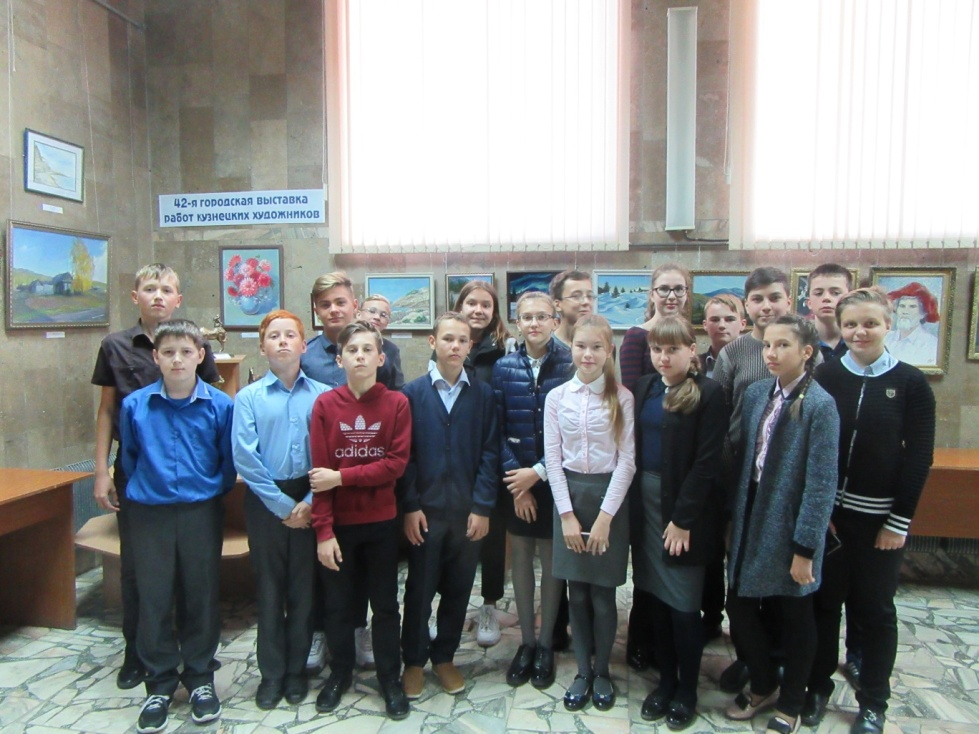 42-я городская выставка
работ кузнецких художников
adidas